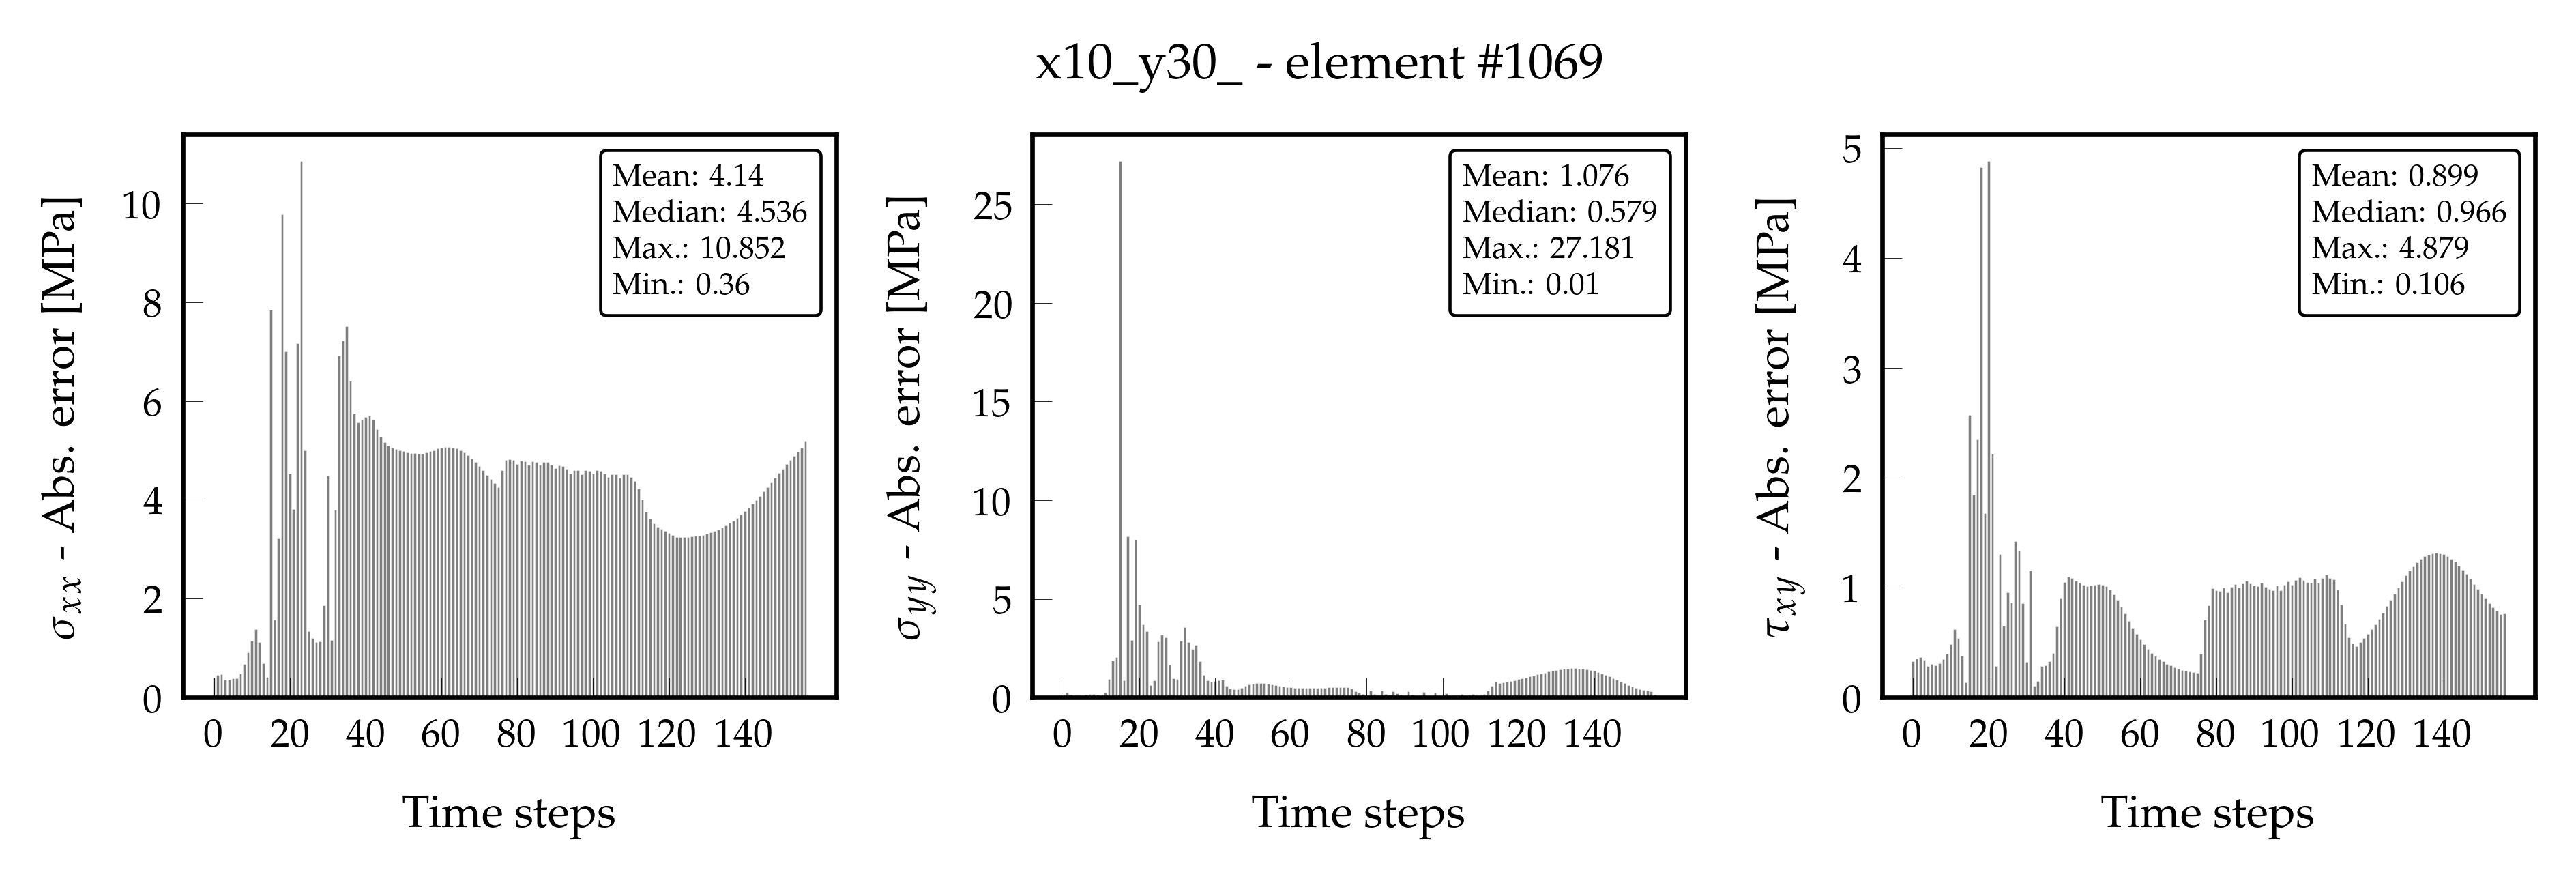 x10_y30_ - element #1069
σxx - Abs. error [MPa]
10
8
6
4
2
0
Mean: 4.14
Median: 4.536
Max.: 10.852
Min.: 0.36
0 20 40 60 80 100 120 140
Time steps
σyy - Abs. error [MPa]
25
20
15
10
5
0
Mean: 1.076
Median: 0.579
Max.: 27.181
Min.: 0.01
0 20 40 60 80 100 120 140
Time steps
τxy - Abs. error [MPa]
5
4
3
2
1
0
Mean: 0.899
Median: 0.966
Max.: 4.879
Min.: 0.106
0 20 40 60 80 100 120 140
Time steps